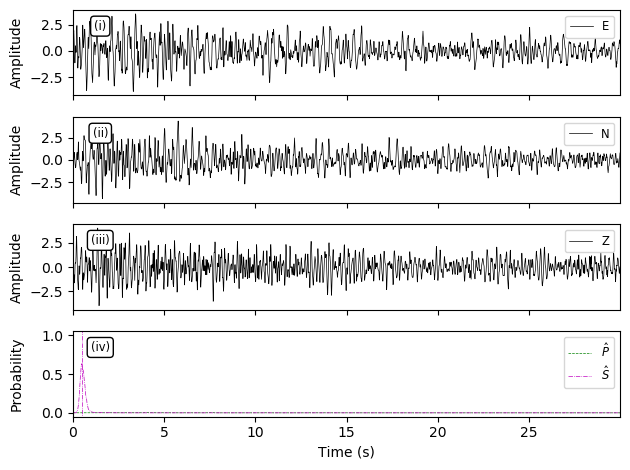 Amplitude
2.5
0.0
−2.5
(i)
E
Amplitude
2.5
0.0
−2.5
(ii)
N
Amplitude
2.5
0.0
−2.5
(iii)
Z
Probability
1.0
0.5
0.0
(iv)
P̂
Ŝ
0 5 10 15 20 25
Time (s)